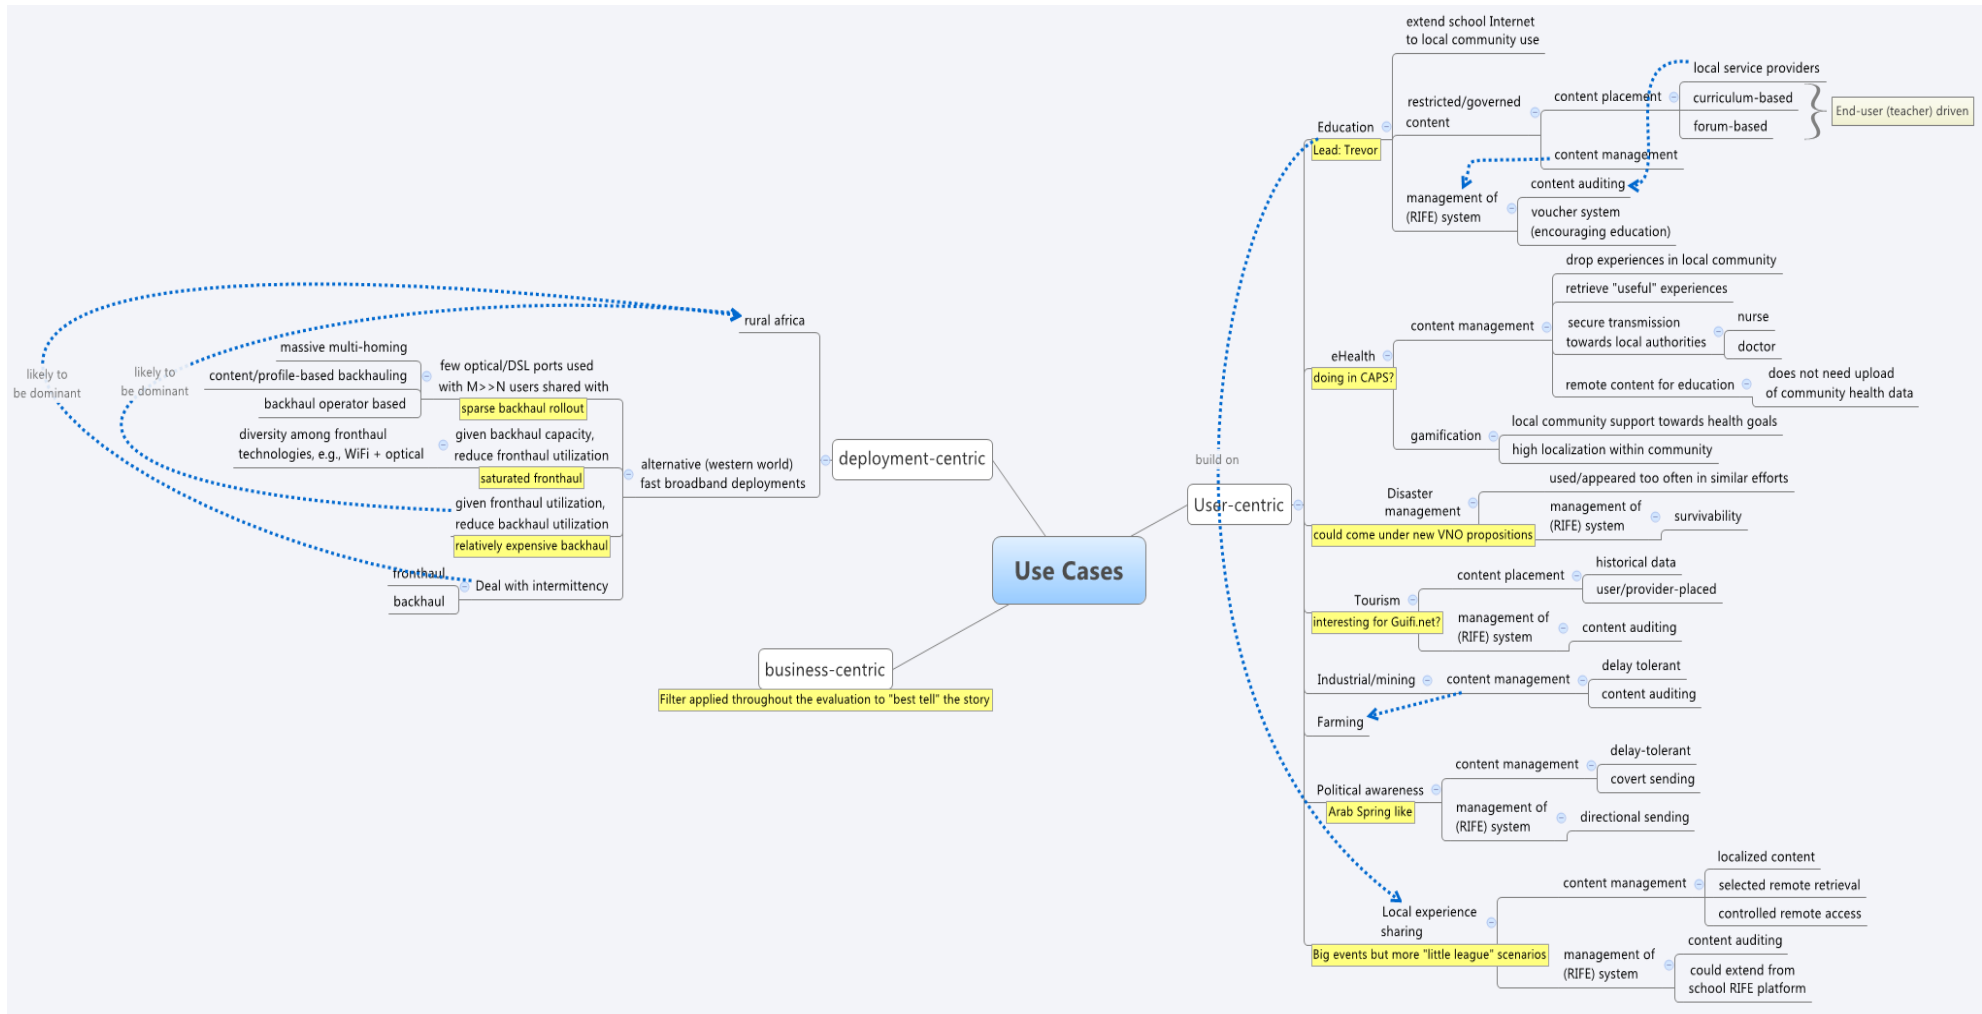 Use Cases
deployment-centric
rural africa
alternative (western world)
fast broadband deployments
few optical/DSL ports used
with M>>N users shared with
sparse backhaul rollout
massive multi-homing
content/profile-based backhauling
backhaul operator based
given backhaul capacity,
reduce fronthaul utilization
saturated fronthaul
diversity among fronthaul
technologies, e.g., WiFi + optical
given fronthaul utilization,
reduce backhaul utilization
relatively expensive backhaul
Deal with intermittency
fronthaul
backhaul
likely to
be dominant
likely to
be dominant
business-centric
Filter applied throughout the evaluation to "best tell" the story
User-centric
build on
Education
Lead: Trevor
extend school Internet
to local community use
restricted/governed
content
content placement
local service providers
curriculum-based
forum-based
End-user (teacher) driven
content management
management of
(RIFE) system
content auditing
voucher system
(encouraging education)
eHealth
doing in CAPS?
content management
drop experiences in local community
retrieve "useful" experiences
secure transmission
towards local authorities
nurse
doctor
remote content for education
does not need upload
of community health data
gamification
local community support towards health goals
high localization within community
Disaster
management
could come under new VNO propositions
used/appeared too often in similar efforts
management of
(RIFE) system
survivability
Tourism
interesting for Guifi.net?
content placement
historical data
user/provider-placed
management of
(RIFE) system
content auditing
Industrial/mining
content management
delay tolerant
content auditing
Farming
Political awareness
Arab Spring like
content management
delay-tolerant
covert sending
management of
(RIFE) system
directional sending
Local experience
sharing
Big events but more "little league" scenarios
content management
localized content
selected remote retrieval
controlled remote access
management of
(RIFE) system
content auditing
could extend from
school RIFE platform